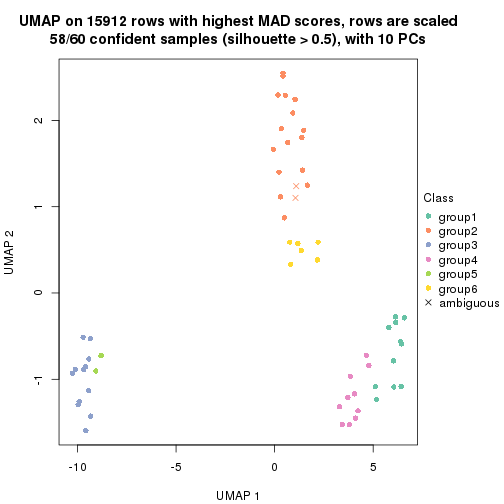 UMAP on 15912 rows with highest MAD scores, rows are scaled
58/60 confident samples (silhouette > 0.5), with 10 PCs
2
1
0
-1
UMAP 2
-10
-5
0
5
UMAP 1
Class
group1
group2
group3
group4
group5
group6
ambiguous